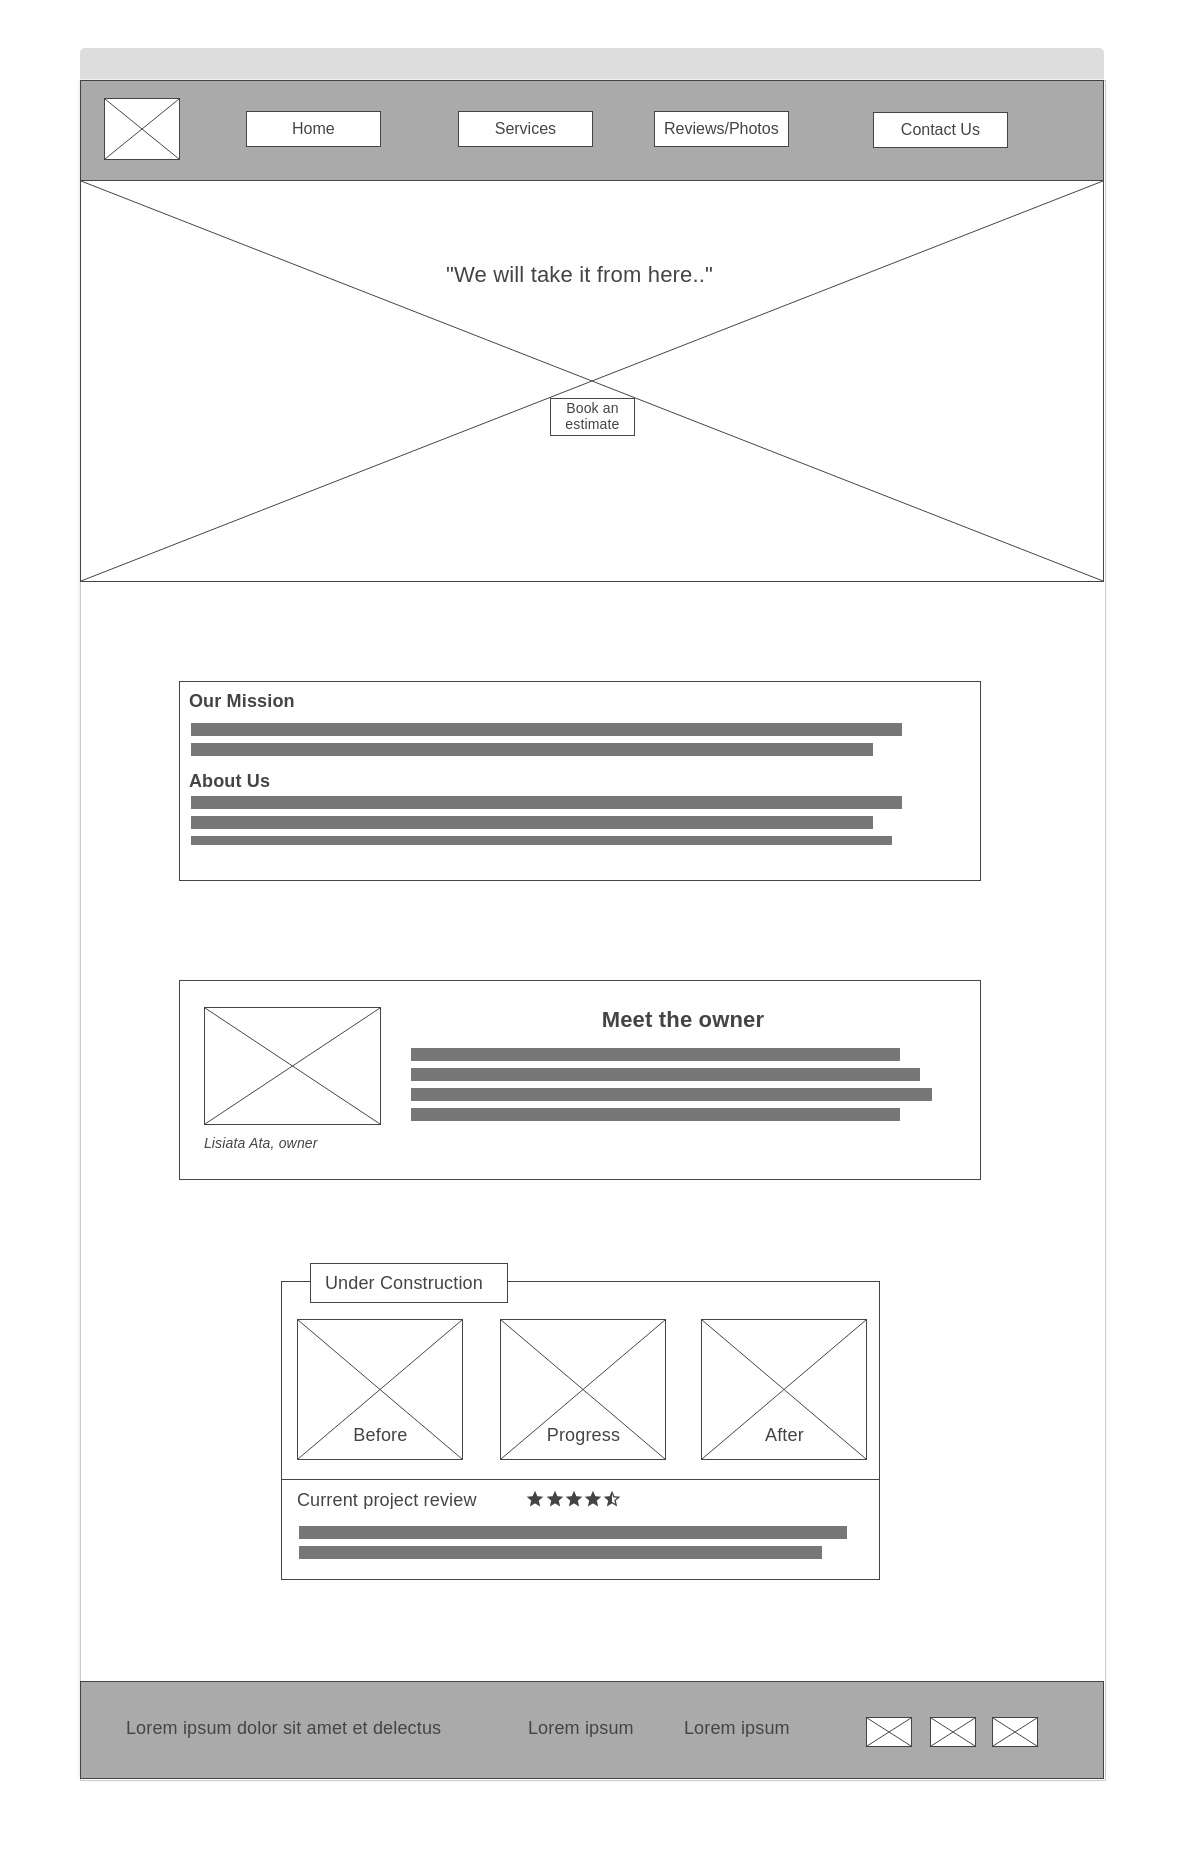 Home
Services
Reviews/Photos
Contact Us
"We will take it from here.."
Book an
estimate
Our Mission
About Us
Meet the owner
Lisiata Ata, owner
Under Construction
Before
Progress
After
Current project review
Lorem ipsum dolor sit amet et delectus
Lorem ipsum
Lorem ipsum